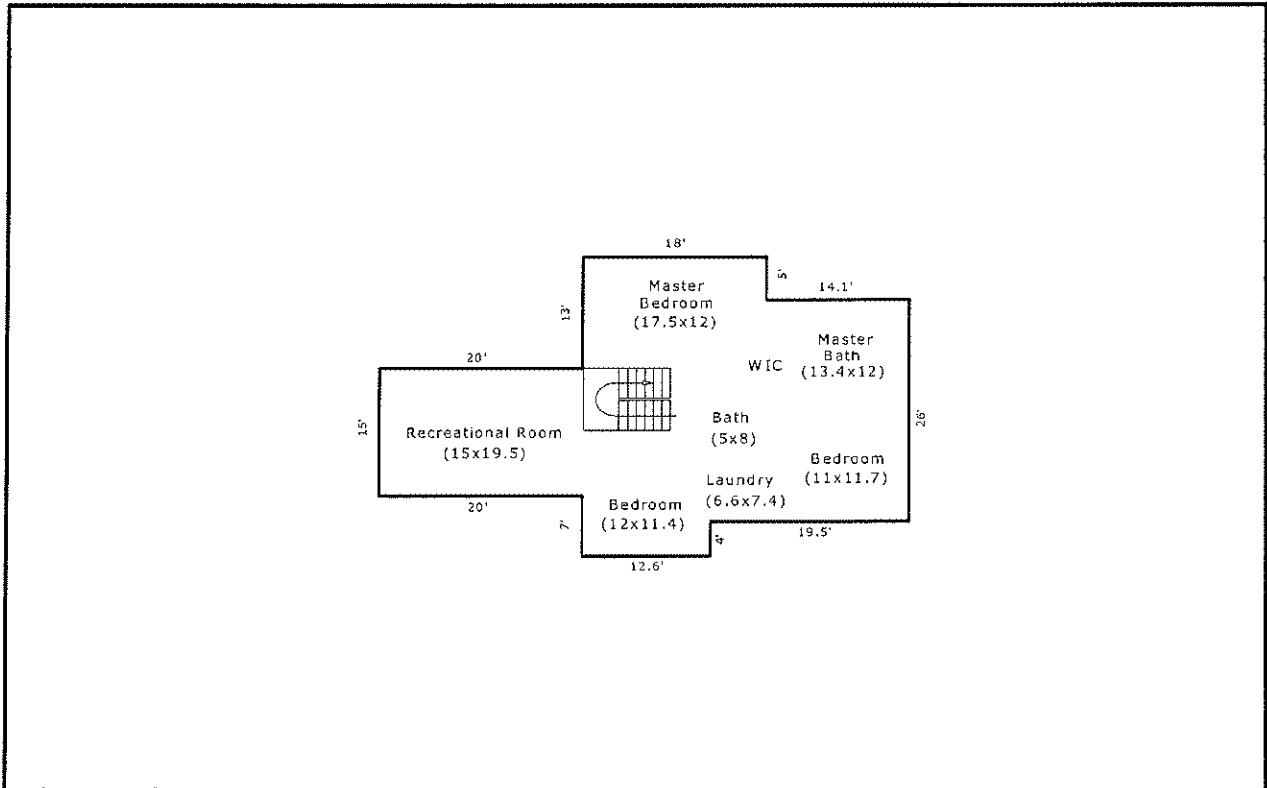 18'
5'
14.1'
Master
Bedroom
(17.5x12)
13'
Master
Bath
(13.4x12)
WIC
20'
15'
Recreational Room
(15x19.5)
Bath
(5x8)
26'
Bedroom
(11x11.7)
Laundry
(6.6x7.4)
20'
7'
Bedroom
(12x11.4)
4'
19.5'
12.6'